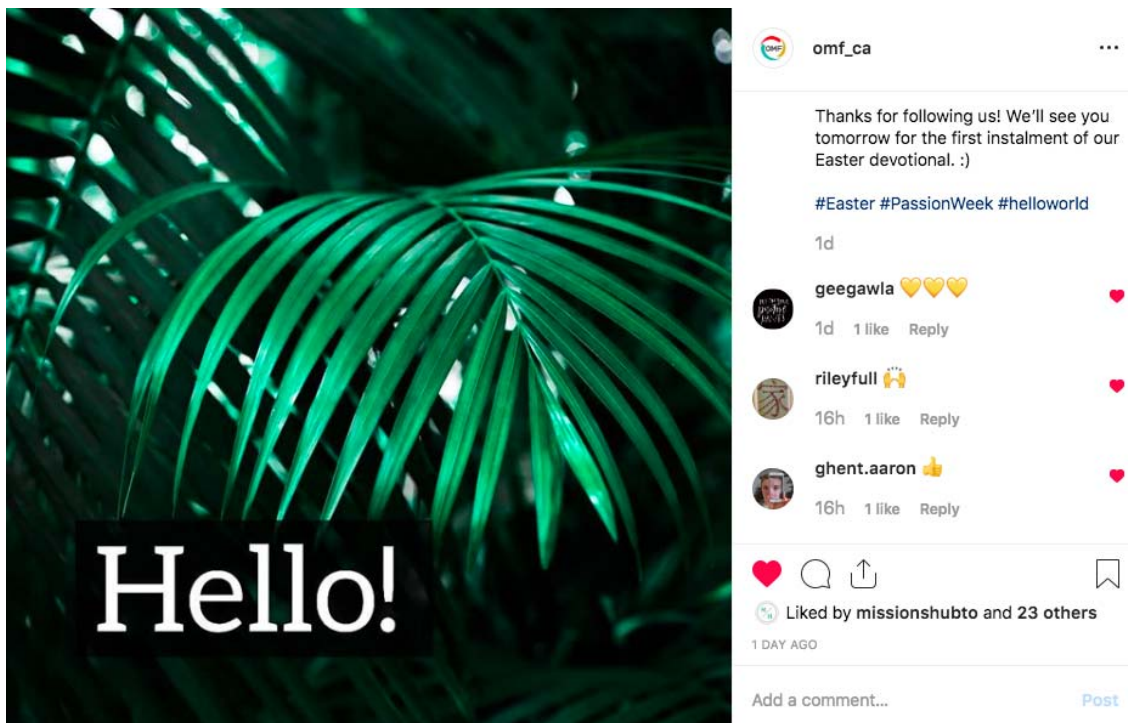 Hello!
OMF
omf_ca
Thanks for following us! We'll see you
tomorrow for the first instalment of our
Easter devotional. :)
#Easter #PassionWeek #helloworld
1d
geegawla 💛💛💛
1d 1 like Reply
rileyfull 🙌
家
16h 1 like Reply
ghent.aaron 👍
16h 1 like Reply
Liked by missionshubto and 23 others
1 DAY AGO
Add a comment... Post